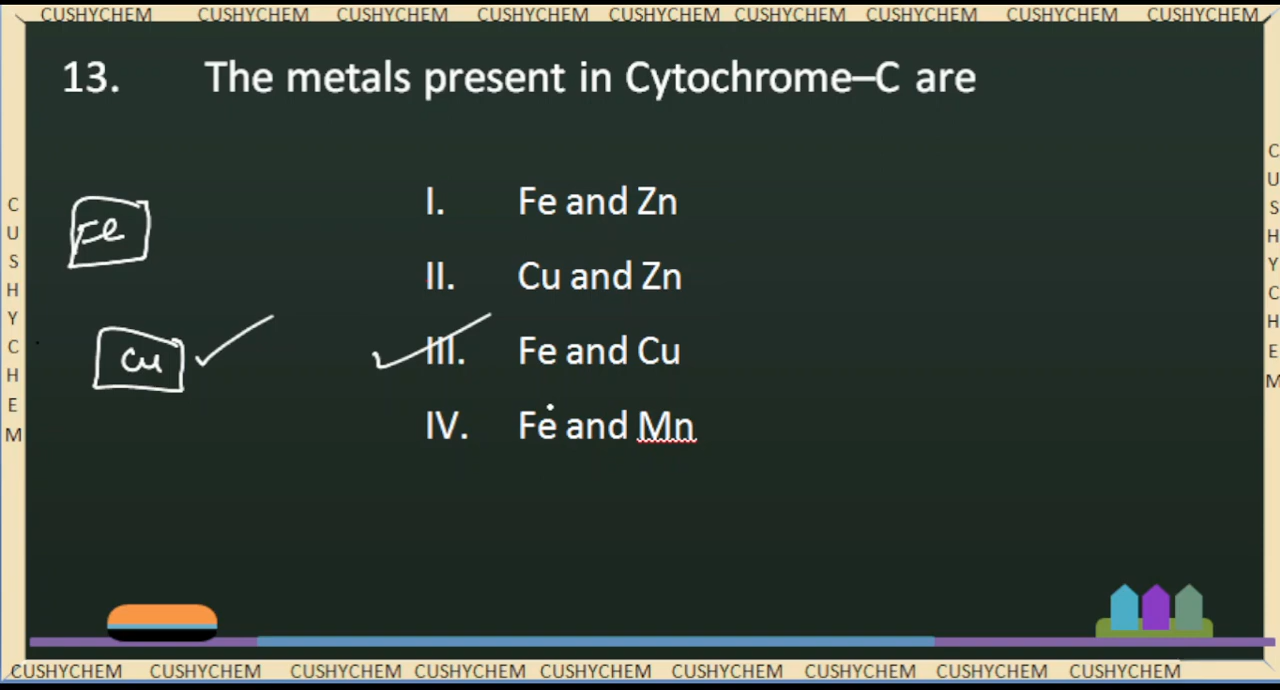 CUSHYCHEM CUSHYCHEM CUSHYCHEM CUSHYCHEM CUSHYCHEM CUSHYCHEM CUSHYCHEM CUSHYCHEM CUSHYCHEM
13. The metals present in Cytochrome–C are
I. Fe and Zn
Fe
II. Cu and Zn
III. Fe and Cu
Cu
IV. Fe and Mn
CUSHYCHEM
CUSHYCHEM
CUSHYCHEM CUSHYCHEM CUSHYCHEM CUSHYCHEM CUSHYCHEM CUSHYCHEM CUSHYCHEM CUSHYCHEM CUSHYCHEM